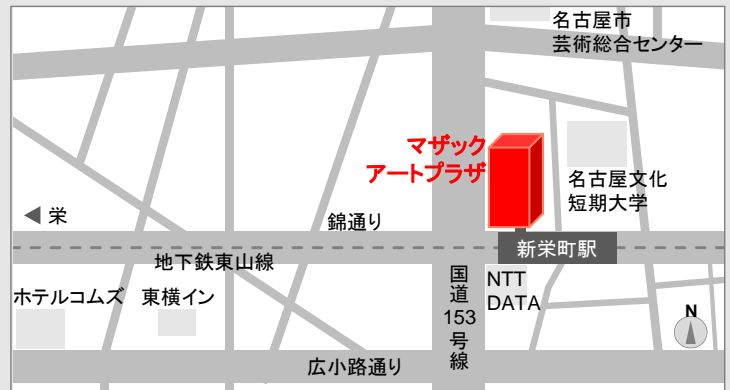 名古屋市
芸術総合センター
マザック
アートプラザ
名古屋文化
短期大学
栄
錦通り
新栄町駅
地下鉄東山線
国道153号線
NTT
DATA
ホテルコムズ
東横イン
N
広小路通り